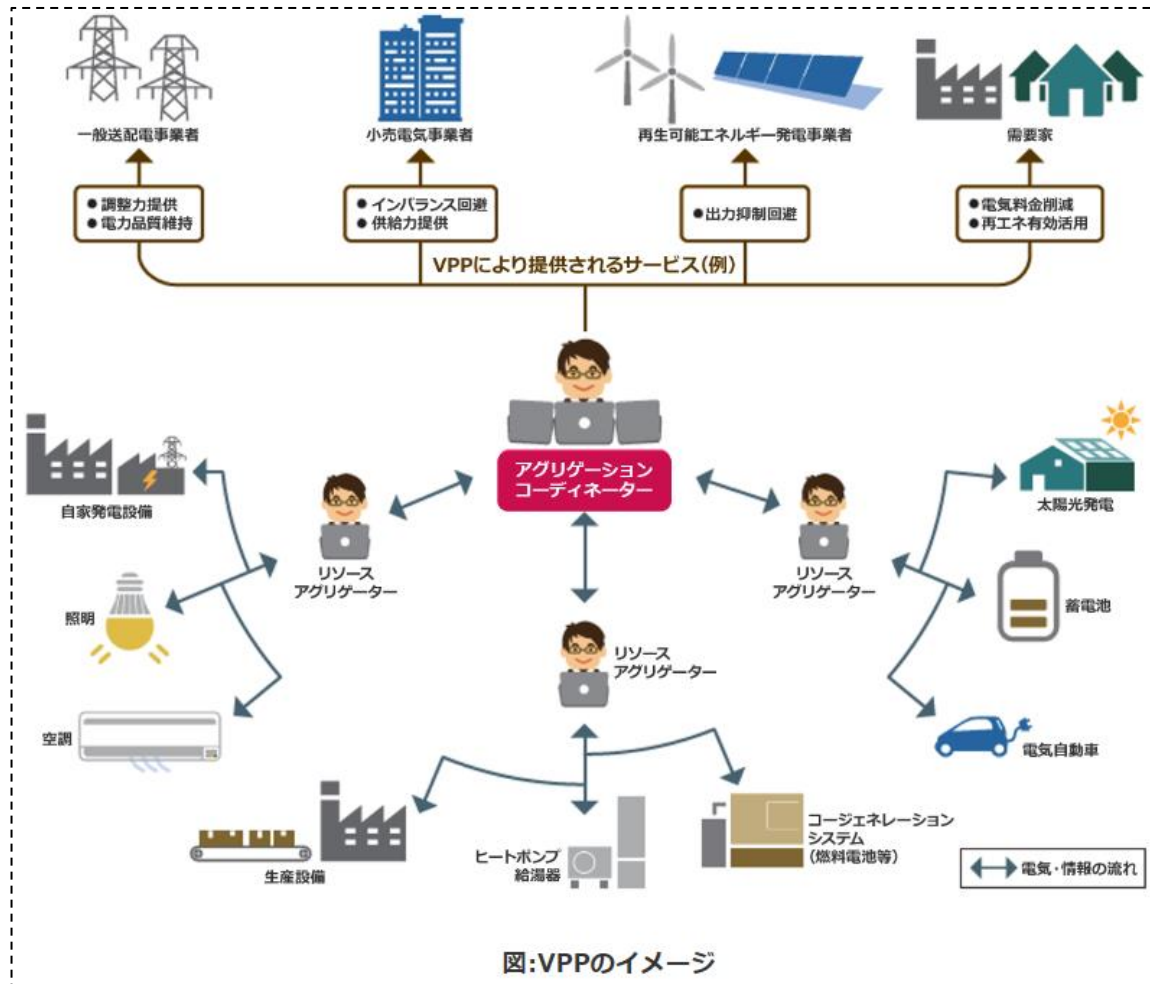 一般送配電事業者
小売電気事業者
再生可能エネルギー発電事業者
需要家
●調整力提供
●電力品質維持
●インバランス回避
●供給力提供
●出力抑制回避
●電気料金削減
●再エネ有効活用
VPPにより提供されるサービス(例)
アグリゲーション
コーディネーター
自家発電設備
リソース
アグリゲーター
リソース
アグリゲーター
太陽光発電
照明
蓄電池
リソース
アグリゲーター
空調
電気自動車
生産設備
ヒートポンプ
給湯器
コージェネレーション
システム
(燃料電池等)
電気・情報の流れ
図:VPPのイメージ